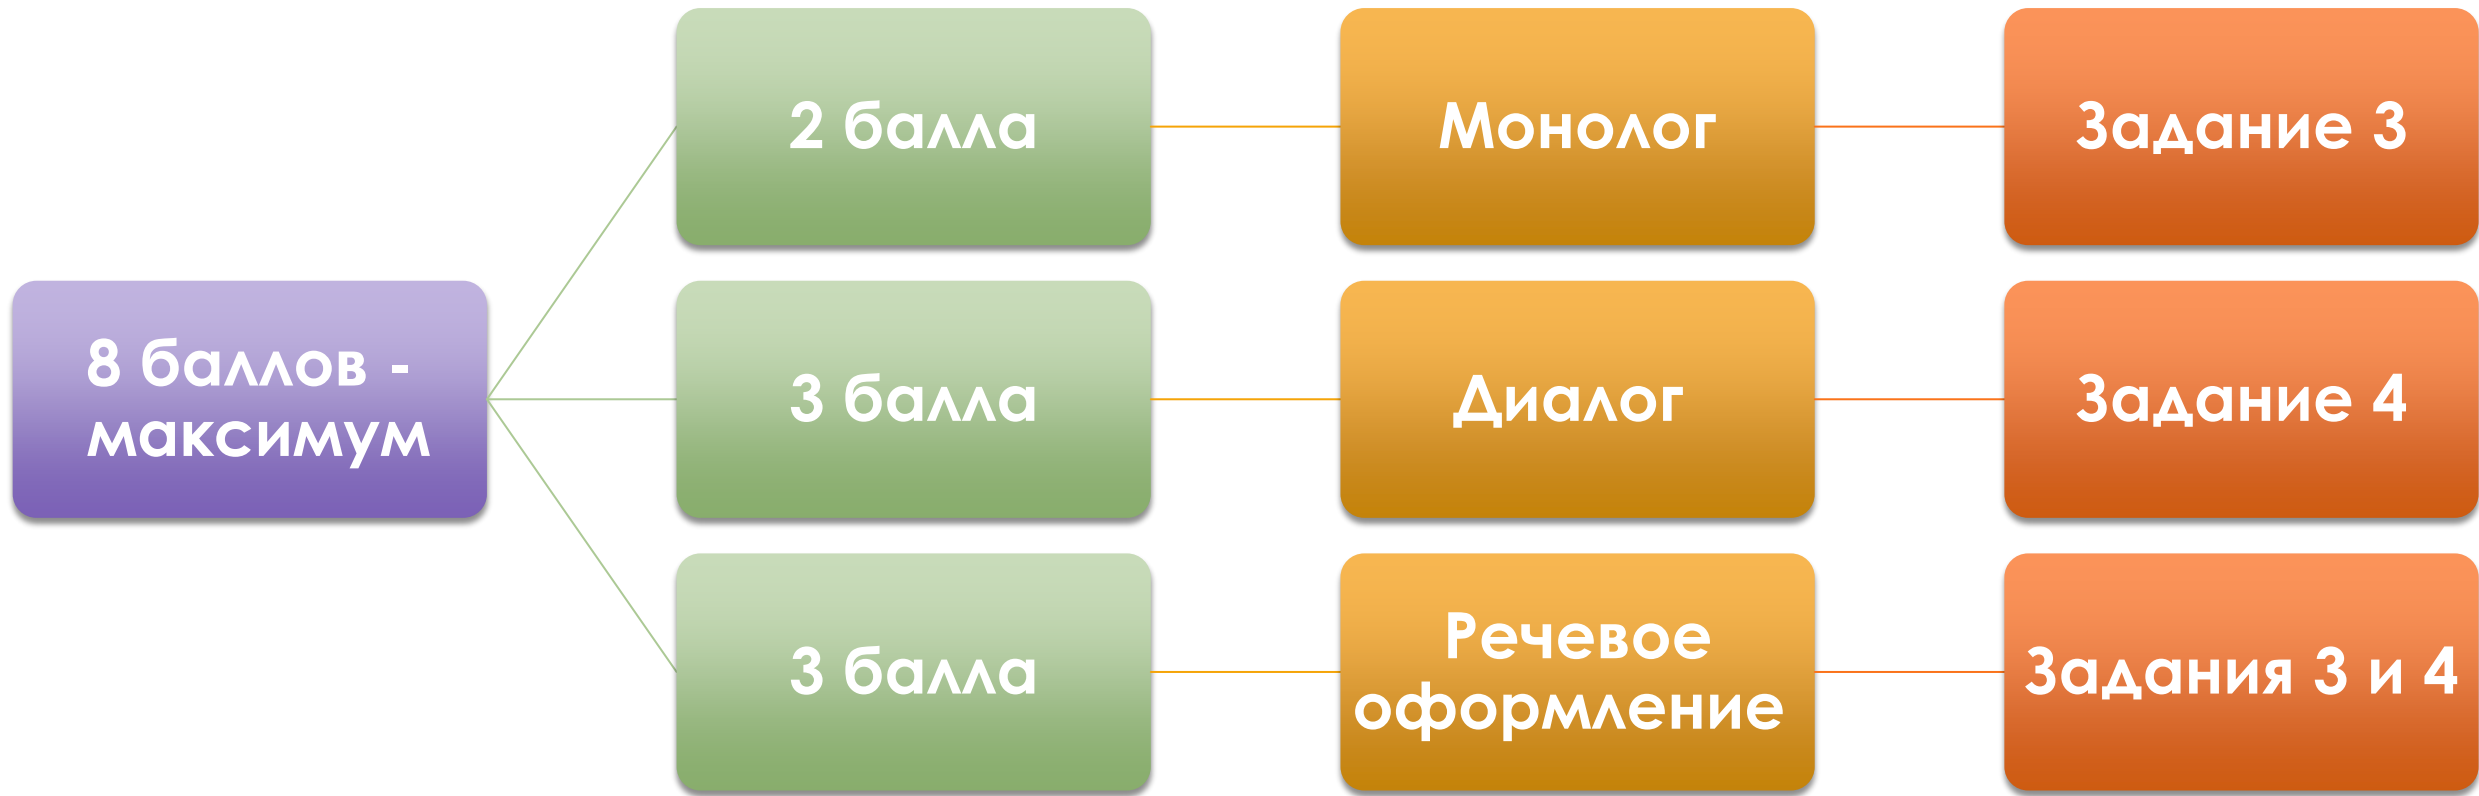 8 баллов -
максимум
2 балла
Монолог
Задание 3
3 балла
Диалог
Задание 4
3 балла
Речевое
оформление
Задания 3 и 4